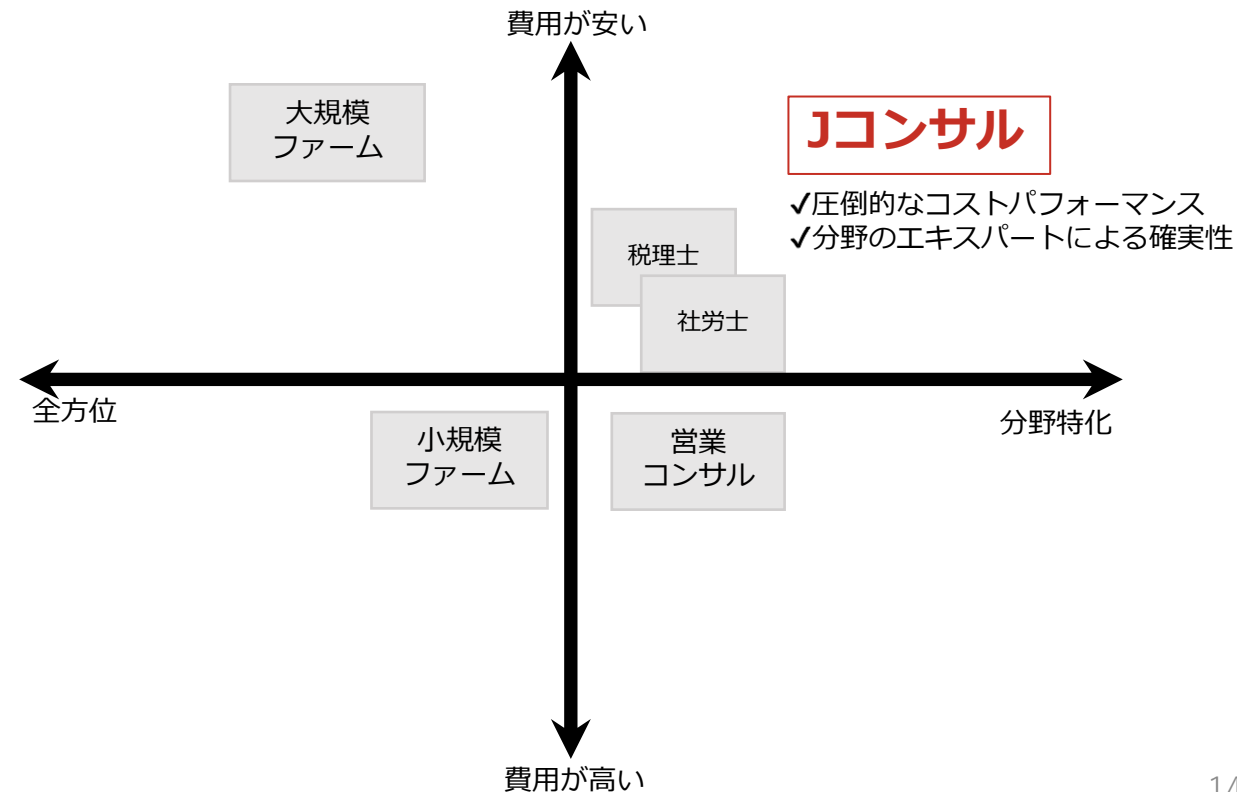 費用が安い
大規模
ファーム
Jコンサル
✓圧倒的なコストパフォーマンス
✓分野のエキスパートによる確実性
税理士
社労士
全方位
分野特化
小規模
ファーム
営業
コンサル
費用が高い
14